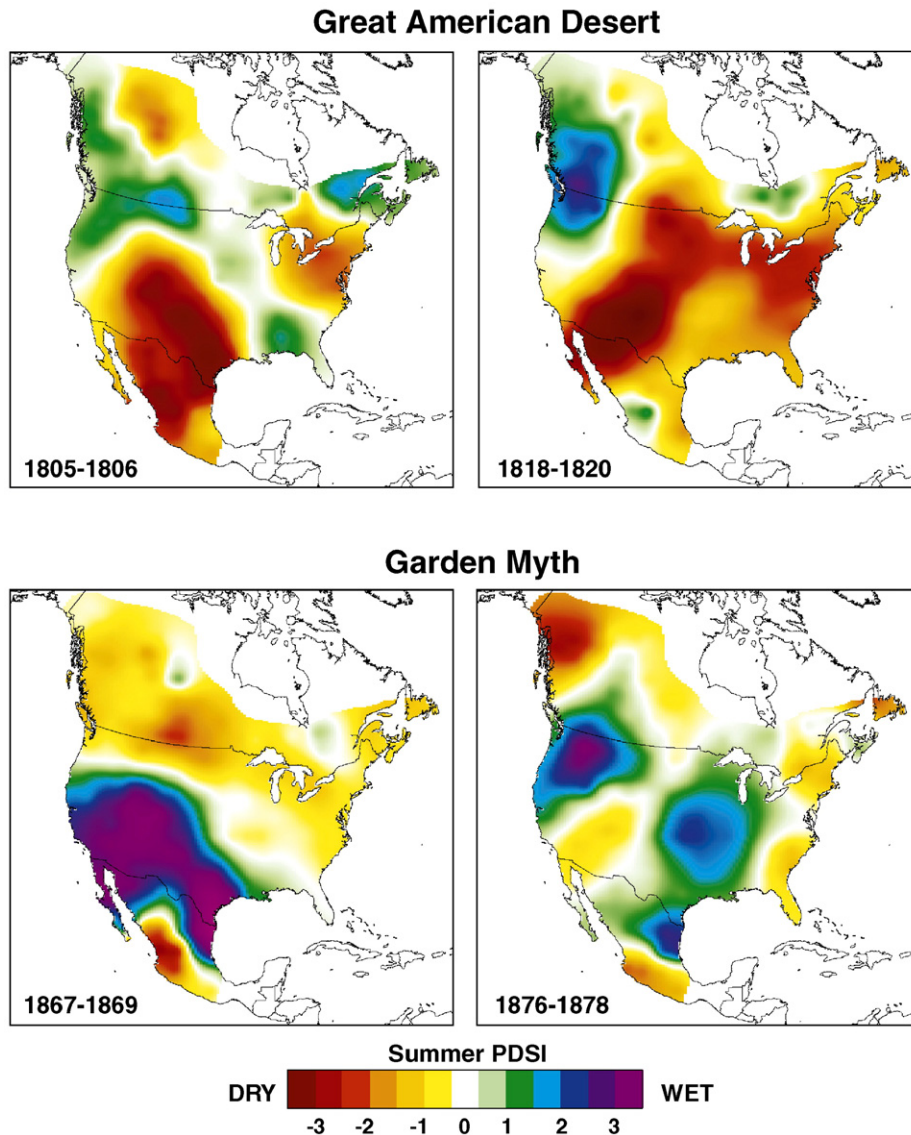 Great American Desert
1805-1806
1818-1820
Garden Myth
1867-1869
1876-1878
Summer PDSI
DRY
WET
-3 -2 -1 0 1 2 3